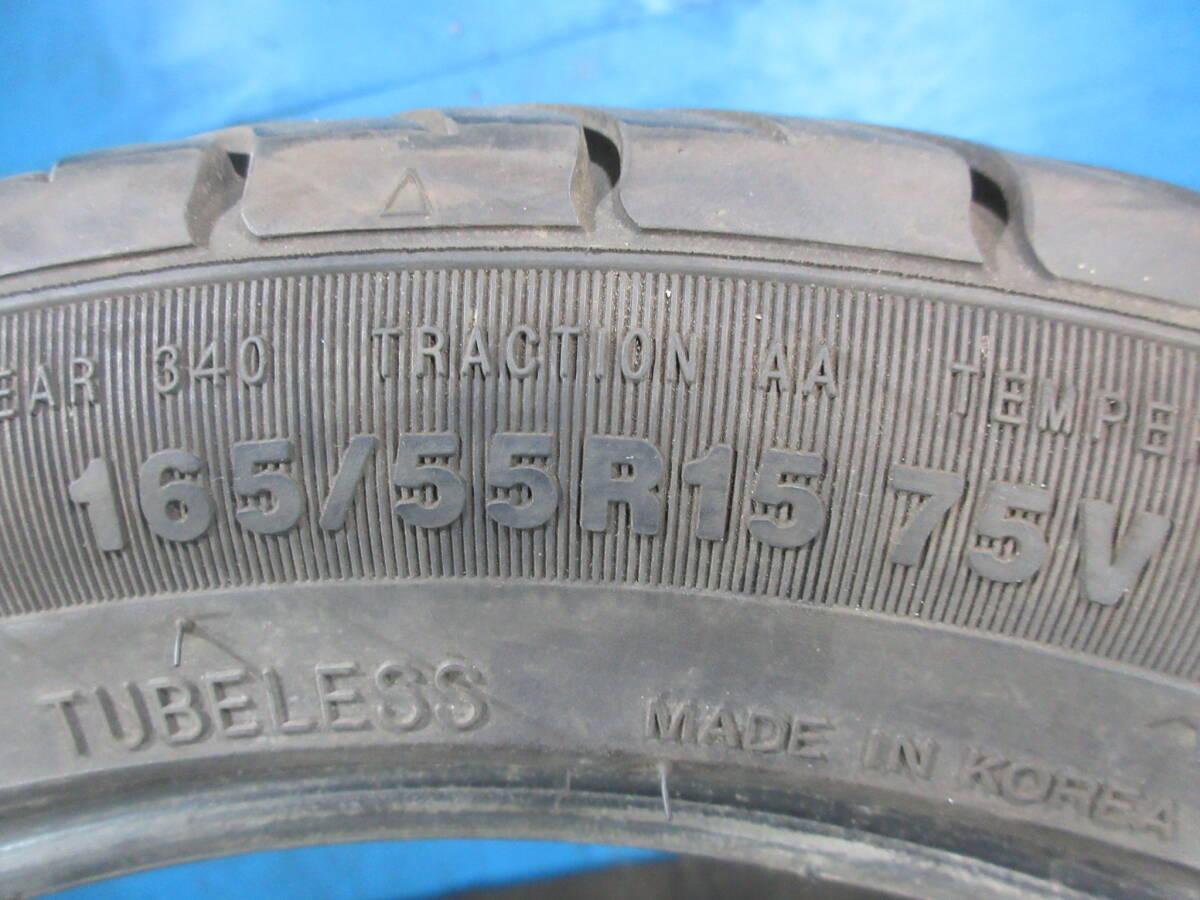 EAR 340 TRACTION AA TEMPE
165/55R15 75V
TUBELESS
MADE IN KOREA